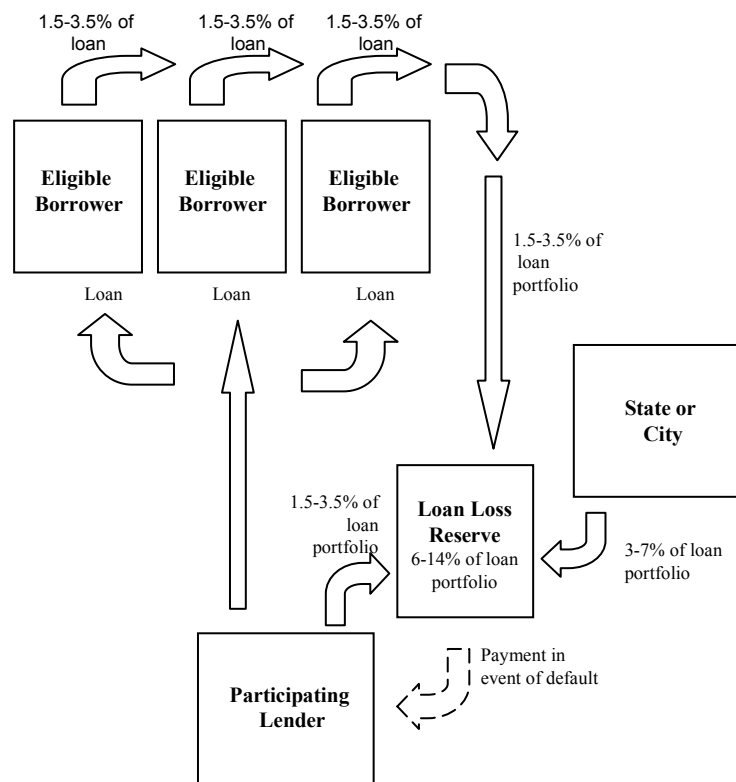 1.5-3.5% of
loan
1.5-3.5% of
loan
1.5-3.5% of
loan
Eligible
Borrower
Eligible
Borrower
Eligible
Borrower
1.5-3.5% of
loan
portfolio
Loan
Loan
Loan
State or
City
1.5-3.5% of
loan
portfolio
Loan Loss
Reserve
6-14% of loan
portfolio
3-7% of loan
portfolio
Payment in
event of default
Participating
Lender